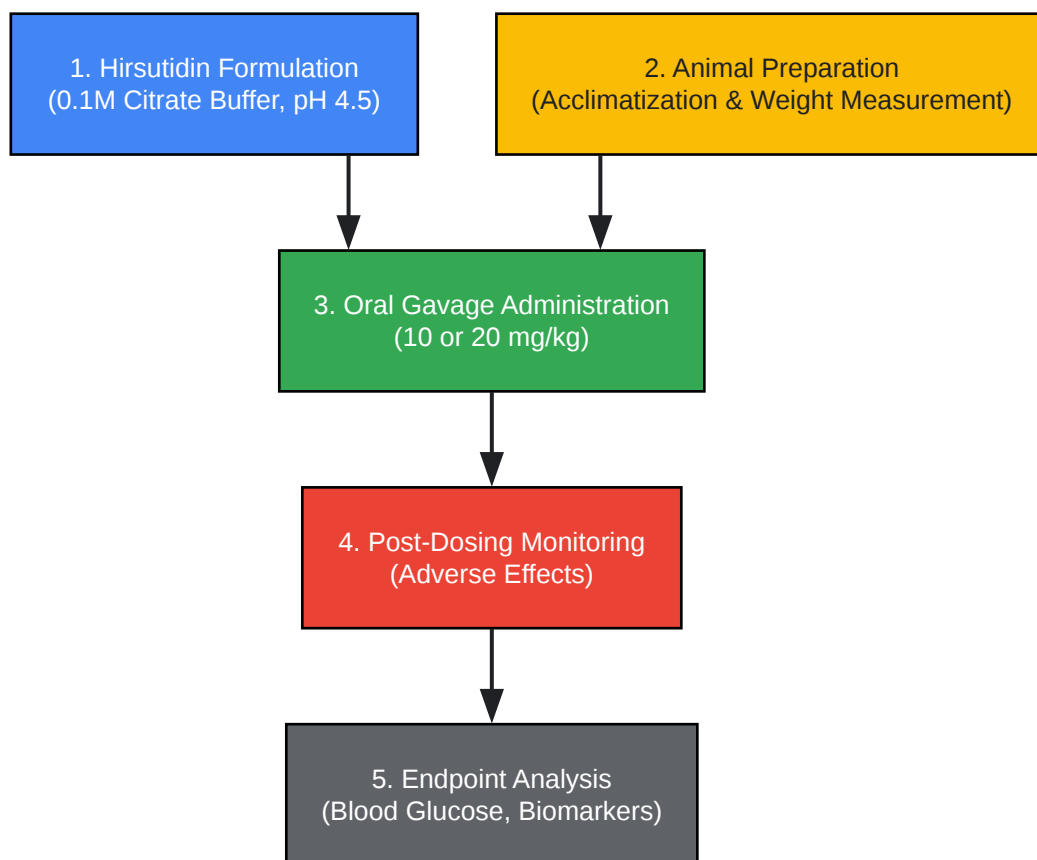 1. Hirsutidin Formulation
(0.1M Citrate Buffer, pH 4.5)
2. Animal Preparation
(Acclimatization & Weight Measurement)
3. Oral Gavage Administration
(10 or 20 mg/kg)
4. Post-Dosing Monitoring
(Adverse Effects)
5. Endpoint Analysis
(Blood Glucose, Biomarkers)